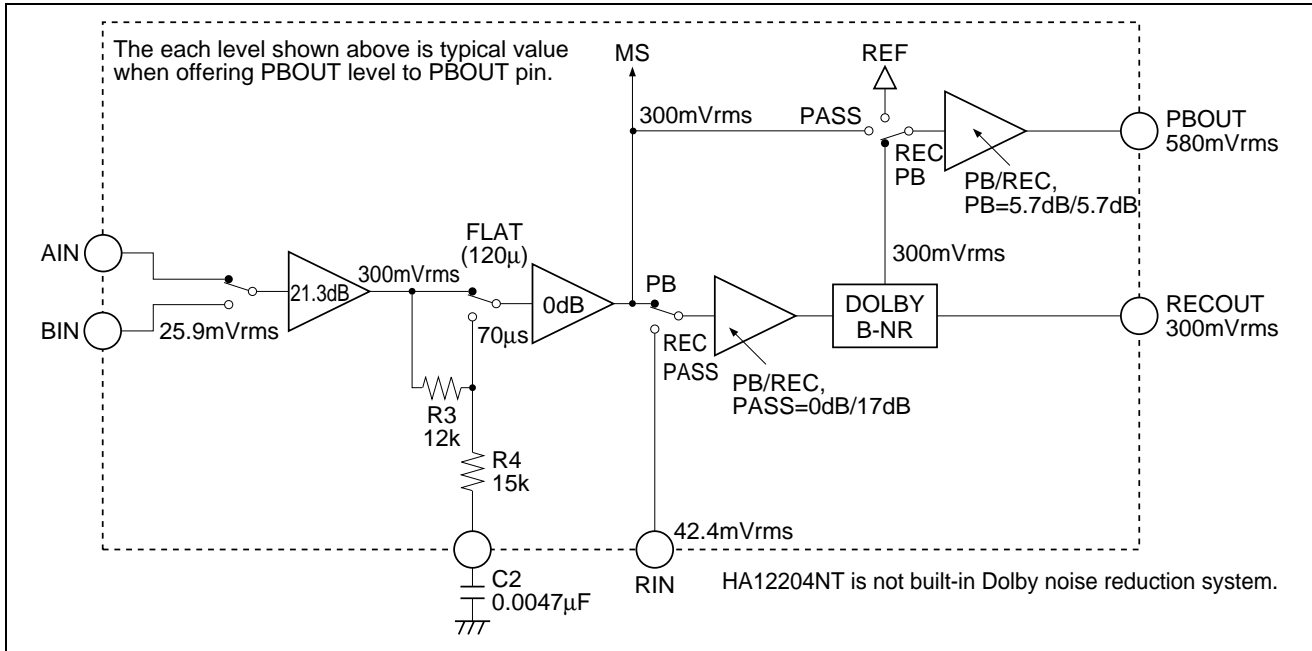 The each level shown above is typical value
when offering PBOUT level to PBOUT pin.
MS
REF
300mVrms
PASS
REC
PB
PBOUT
580mVrms
PB/REC,
PB=5.7dB/5.7dB
AIN
BIN
25.9mVrms
21.3dB
300mVrms
FLAT
(120μ)
70μs
0dB
PB
REC
PASS
PB/REC,
PASS=0dB/17dB
300mVrms
DOLBY
B-NR
RECOUT
300mVrms
R3
12k
R4
15k
C2
0.0047μF
42.4mVrms
RIN
HA12204NT is not built-in Dolby noise reduction system.